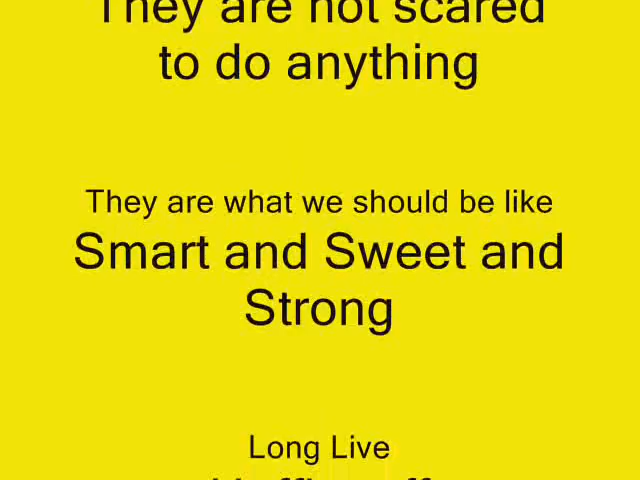 They are not scared
to do anything
They are what we should be like
Smart and Sweet and
Strong
Long Live